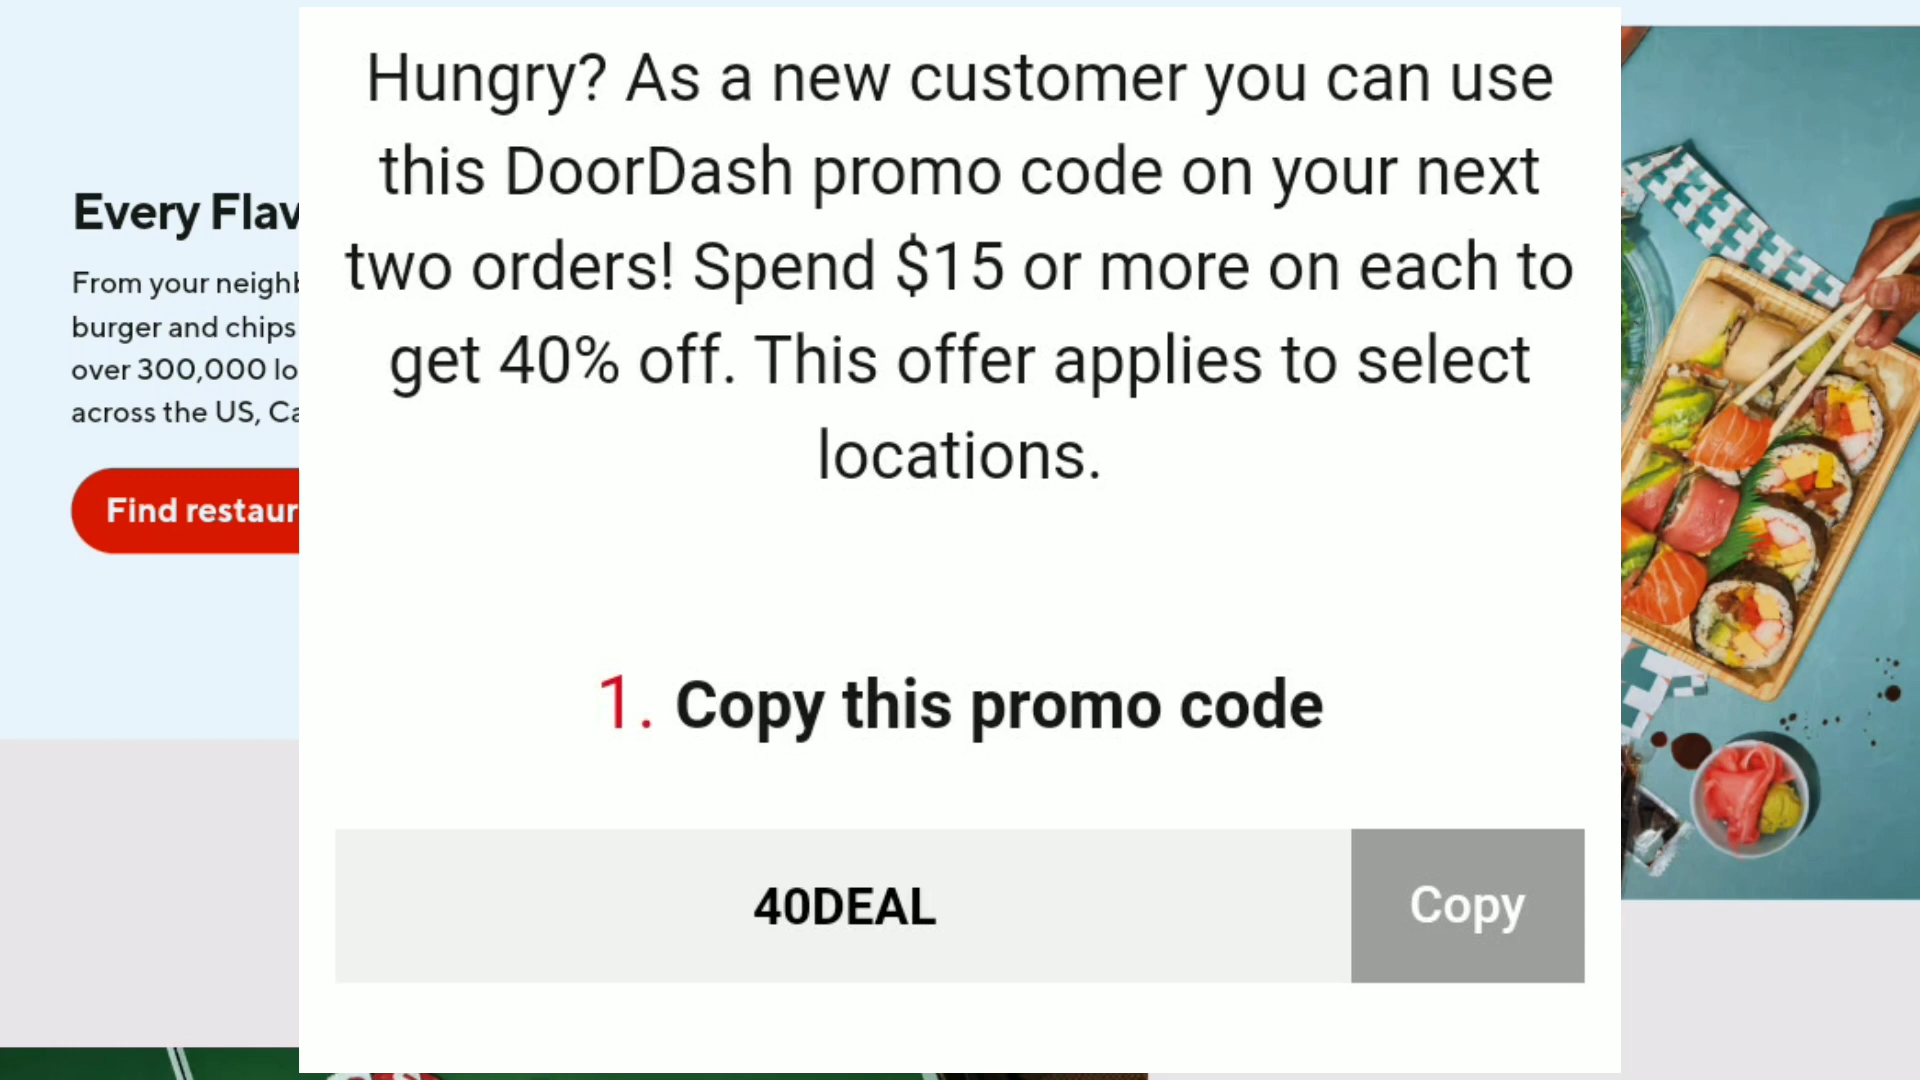 Hungry? As a new customer you can use
this DoorDash promo code on your next
two orders! Spend $15 or more on each to
get 40% off. This offer applies to select
locations.
1. Copy this promo code
40DEAL
Copy
Every Flav
From your neighb
burger and chips
over 300,000 lo
across the US, Ca
Find restaur